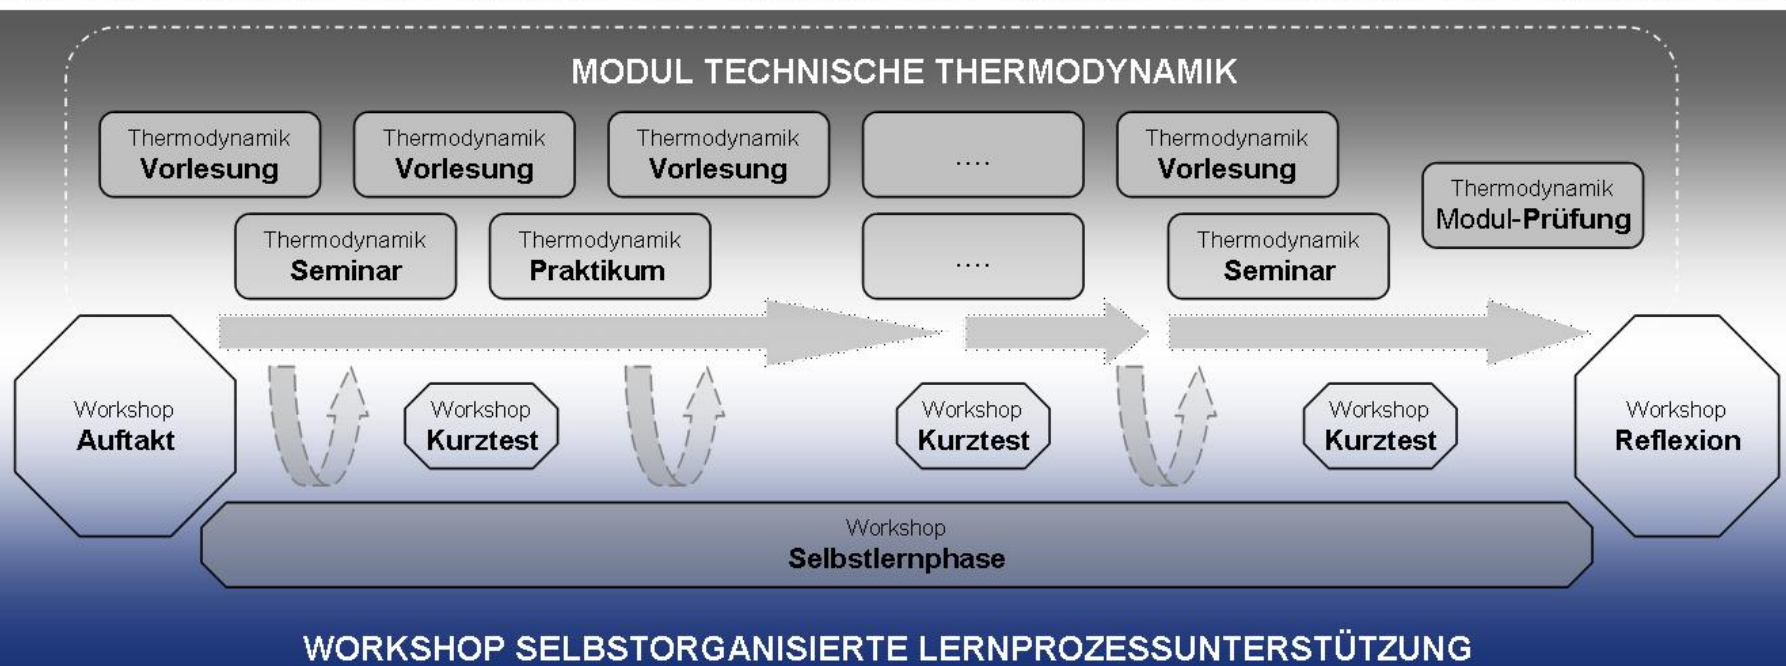 MODUL TECHNISCHE THERMODYNAMIK
Thermodynamik
Vorlesung
Thermodynamik
Vorlesung
Thermodynamik
Vorlesung
....
Thermodynamik
Vorlesung
Thermodynamik
Modul-Prüfung
Thermodynamik
Seminar
Thermodynamik
Praktikum
....
Thermodynamik
Seminar
Workshop
Auftakt
Workshop
Kurztest
Workshop
Kurztest
Workshop
Kurztest
Workshop
Reflexion
Workshop
Selbstlernphase
WORKSHOP SELBSTORGANISIERTE LERNPROZESSUNTERSTÜTZUNG